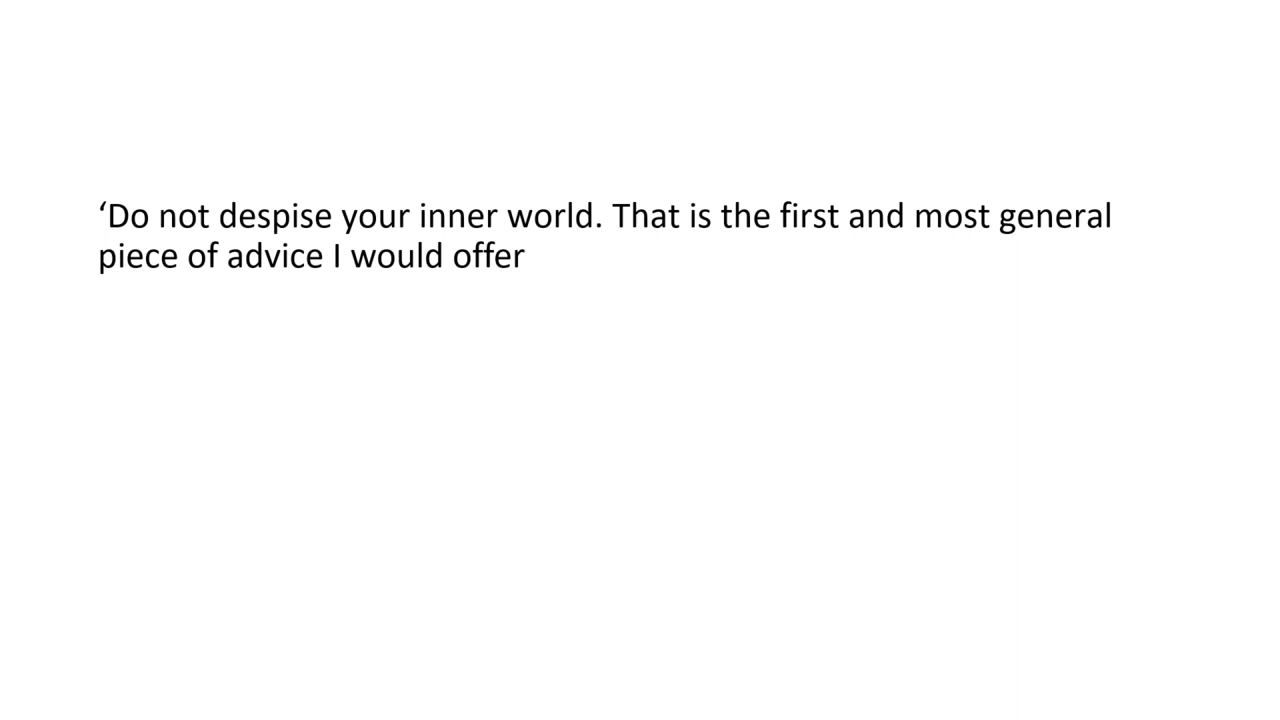 ‘Do not despise your inner world. That is the first and most general
piece of advice I would offer